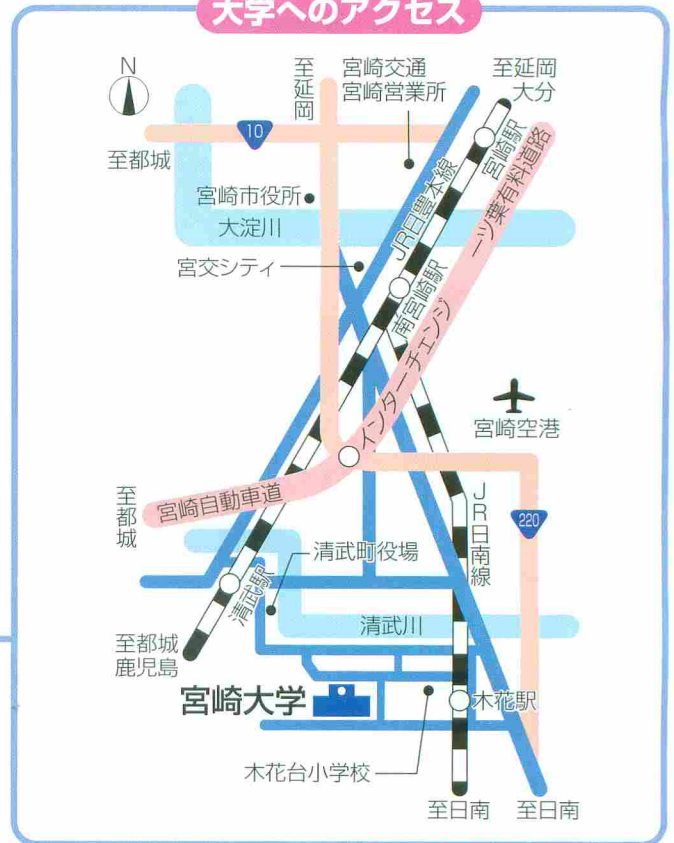 大学へのアクセス
N
至延岡
宮崎交通
宮崎営業所
至延岡
大分
10
至都城
宮崎駅
一ツ葉有料道路
JR日豊本線
宮崎市役所
大淀川
宮交シティ
南宮崎駅
インターチェンジ
宮崎空港
至都城
宮崎自動車道
JR日南線
220
清武町役場
清武駅
清武川
至都城
鹿児島
宮崎大学
木花駅
木花台小学校
至日南
至日南